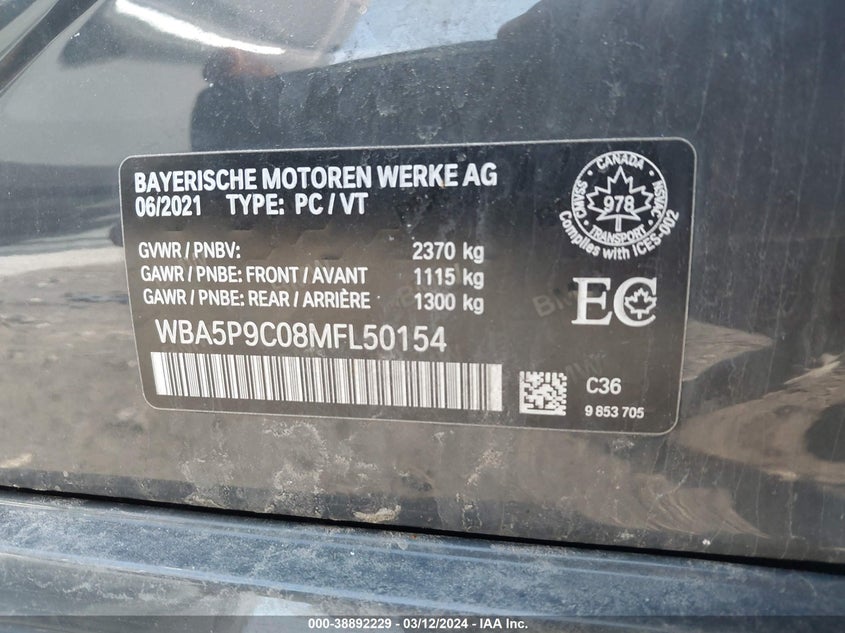 BAYERISCHE MOTOREN WERKE AG
06/2021 TYPE: PC / VT
GVWR / PNBV: 2370 kg
GAWR / PNBE: FRONT / AVANT 1115 kg
GAWR / PNBE: REAR / ARRIÈRE 1300 kg
WBA5P9C08MFL50154
CANADA
978
TRANSPORT
CMVSS
NSVAC
Complies with ICES-002
EC
C36
9 853 705
000-38892229 - 03/12/2024 - IAA Inc.